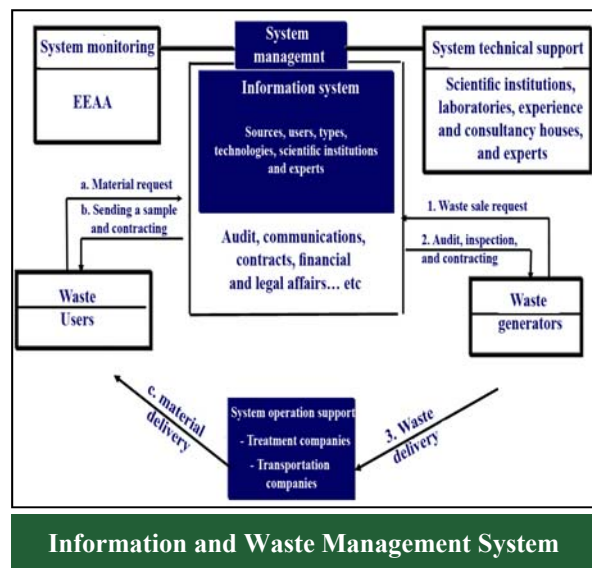 System monitoring
EEAA
System
managemnt
System technical support
Scientific institutions,
laboratories, experience
and consultancy houses,
and experts
Information system
Sources, users, types,
technologies, scientific institutions
and experts
Audit, communications,
contracts, financial
and legal affairs... etc
a. Material request
b. Sending a sample
and contracting
1. Waste sale request
2. Audit, inspection,
and contracting
Waste
Users
Waste
generators
c. material
delivery
System operation support
- Treatment companies
- Transportation
companies
3. Waste
delivery
Information and Waste Management System